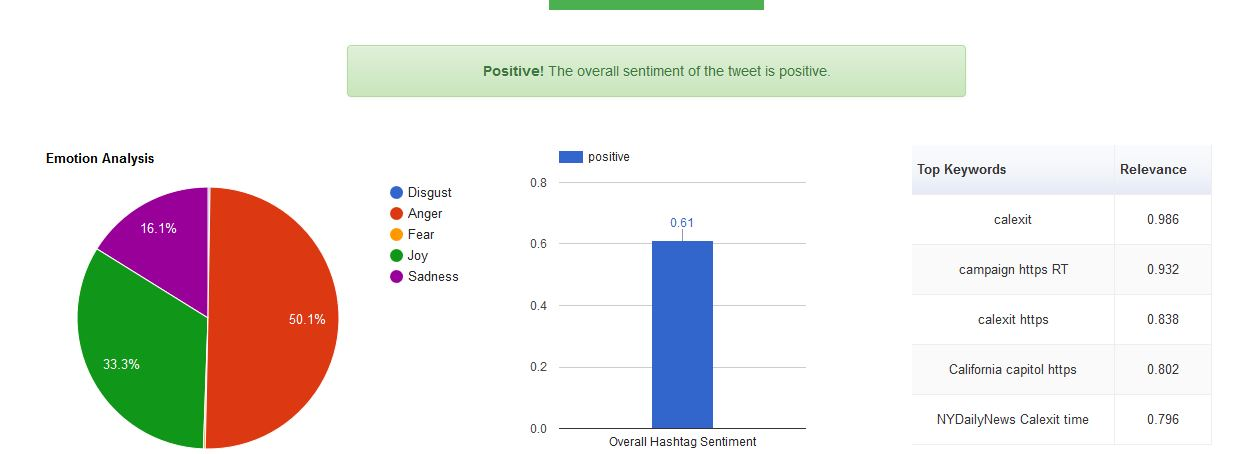 Positive! The overall sentiment of the tweet is positive.
Emotion Analysis
Disgust
Anger
Fear
Joy
Sadness
16.1%
50.1%
33.3%
positive
0.8
0.61
0.6
0.4
0.2
0.0
Overall Hashtag Sentiment
Top Keywords Relevance
calexit 0.986
campaign https RT 0.932
calexit https 0.838
California capitol https 0.802
NYDailyNews Calexit time 0.796